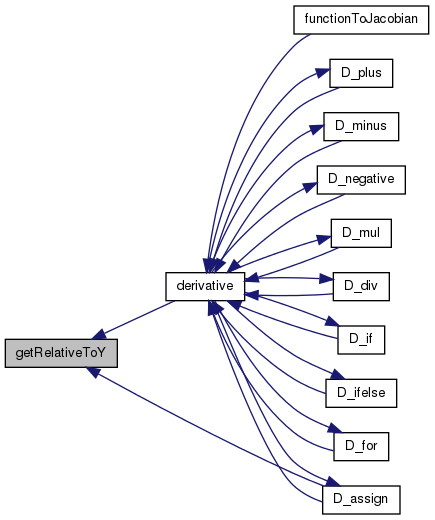 functionToJacobian
D_plus
D_minus
D_negative
D_mul
derivative
D_div
D_if
getRelativeToY
D_ifelse
D_for
D_assign